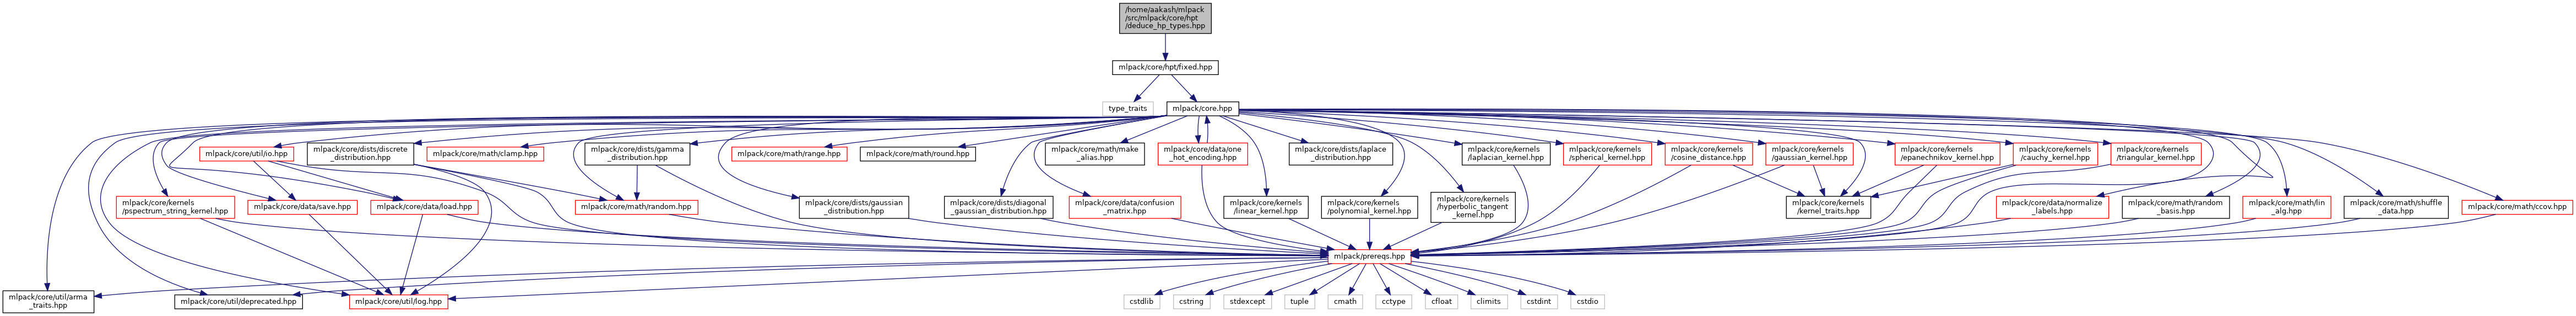 /home/aakash/mlpack
/src/mlpack/core/hpt
/deduce_hp_types.hpp
mlpack/core/hpt/fixed.hpp
type_traits
mlpack/core.hpp
mlpack/core/util/io.hpp
mlpack/core/dists/discrete
_distribution.hpp
mlpack/core/math/clamp.hpp
mlpack/core/dists/gamma
_distribution.hpp
mlpack/core/math/range.hpp
mlpack/core/math/round.hpp
mlpack/core/math/make
_alias.hpp
mlpack/core/data/one
_hot_encoding.hpp
mlpack/core/dists/laplace
_distribution.hpp
mlpack/core/kernels
/laplacian_kernel.hpp
mlpack/core/kernels
/spherical_kernel.hpp
mlpack/core/kernels
/cosine_distance.hpp
mlpack/core/kernels
/gaussian_kernel.hpp
mlpack/core/kernels
/epanechnikov_kernel.hpp
mlpack/core/kernels
/cauchy_kernel.hpp
mlpack/core/kernels
/triangular_kernel.hpp
mlpack/core/kernels
/pspectrum_string_kernel.hpp
mlpack/core/data/save.hpp
mlpack/core/data/load.hpp
mlpack/core/math/random.hpp
mlpack/core/dists/gaussian
_distribution.hpp
mlpack/core/dists/diagonal
_gaussian_distribution.hpp
mlpack/core/data/confusion
_matrix.hpp
mlpack/core/kernels
/linear_kernel.hpp
mlpack/core/kernels
/polynomial_kernel.hpp
mlpack/core/kernels
/hyperbolic_tangent
_kernel.hpp
mlpack/core/kernels
/kernel_traits.hpp
mlpack/core/data/normalize
_labels.hpp
mlpack/core/math/random
_basis.hpp
mlpack/core/math/lin
_alg.hpp
mlpack/core/math/shuffle
_data.hpp
mlpack/core/math/ccov.hpp
mlpack/prereqs.hpp
mlpack/core/util/arma
_traits.hpp
mlpack/core/util/deprecated.hpp
mlpack/core/util/log.hpp
cstdlib
cstring
stdexcept
tuple
cmath
cctype
cfloat
climits
cstdint
cstdio